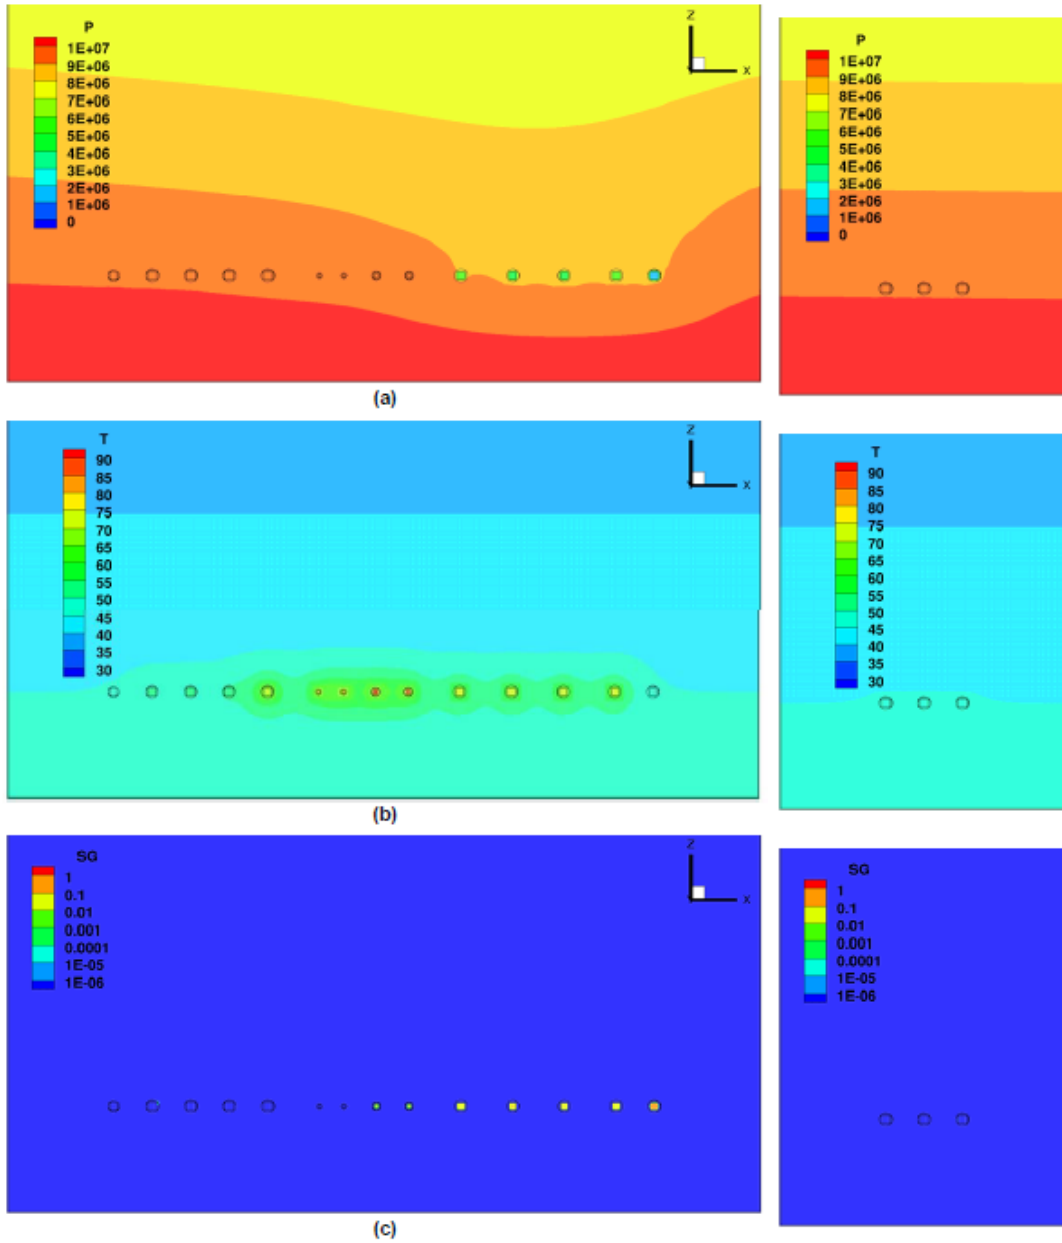 P
1E+07
9E+06
8E+06
7E+06
6E+06
5E+06
4E+06
3E+06
2E+06
1E+06
0
Z
X
P
1E+07
9E+06
8E+06
7E+06
6E+06
5E+06
4E+06
3E+06
2E+06
1E+06
0
(a)
T
90
85
80
75
70
65
60
55
50
45
40
35
30
Z
X
T
90
85
80
75
70
65
60
55
50
45
40
35
30
(b)
SG
1
0.1
0.01
0.001
0.0001
1E-05
1E-06
Z
X
SG
1
0.1
0.01
0.001
0.0001
1E-05
1E-06
(c)